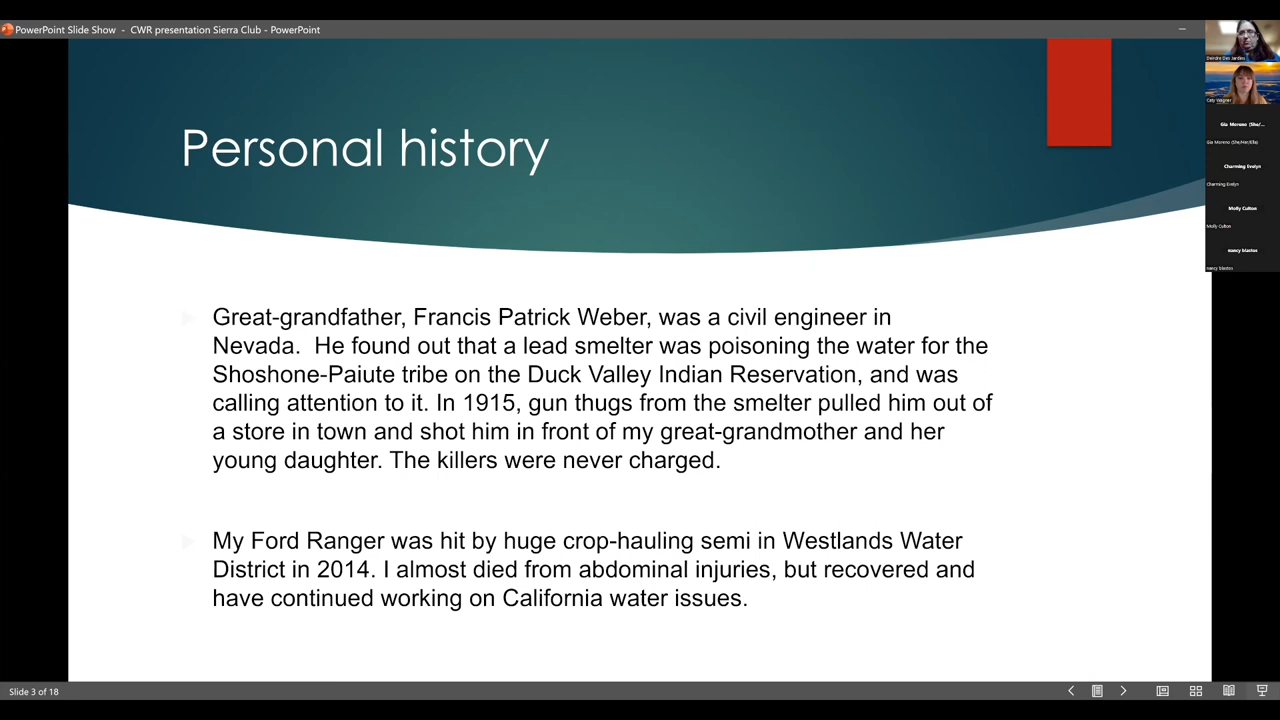 PowerPoint Slide Show - CWR presentation Sierra Club - PowerPoint
Personal history
Great-grandfather, Francis Patrick Weber, was a civil engineer in
Nevada.  He found out that a lead smelter was poisoning the water for the
Shoshone-Paiute tribe on the Duck Valley Indian Reservation, and was
calling attention to it. In 1915, gun thugs from the smelter pulled him out of
a store in town and shot him in front of my great-grandmother and her
young daughter. The killers were never charged.
My Ford Ranger was hit by huge crop-hauling semi in Westlands Water
District in 2014. I almost died from abdominal injuries, but recovered and
have continued working on California water issues.
Slide 3 of 18
Deirdre Des Jardins
Caty Wagner
Gia Moreno (She/...
Gia Moreno (She/Her/Ella)
Charming Evelyn
Charming Evelyn
Molly Culton
Molly Culton
nancy blastos
nancy blastos